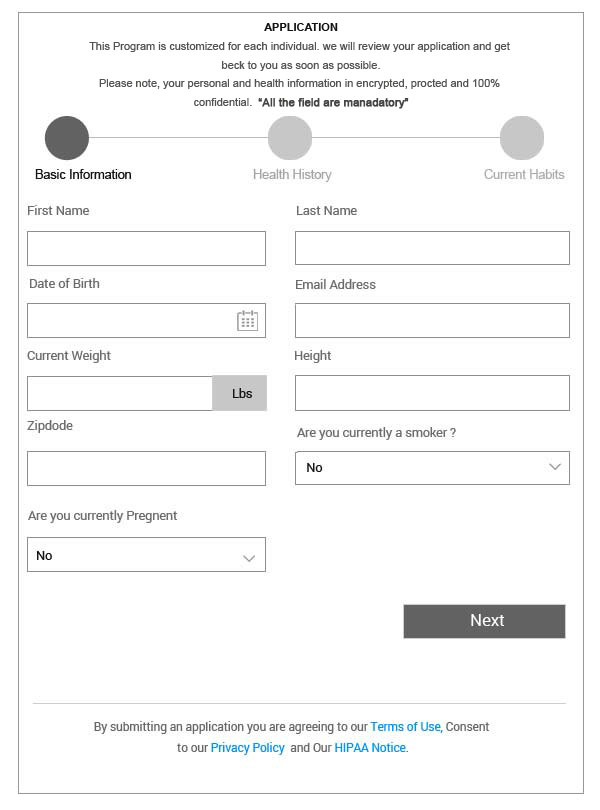 APPLICATION
This Program is customized for each individual. we will review your application and get
beck to you as soon as possible.
Please note, your personal and health information in encrypted, procted and 100%
confidential. “All the field are manadatory”
Basic Information Health History Current Habits
First Name Last Name
Date of Birth Email Address
Current Weight Height
Lbs
Zipdode Are you currently a smoker ?
No
Are you currently Pregnent
No
Next
By submitting an application you are agreeing to our Terms of Use, Consent
to our Privacy Policy and Our HIPAA Notice.